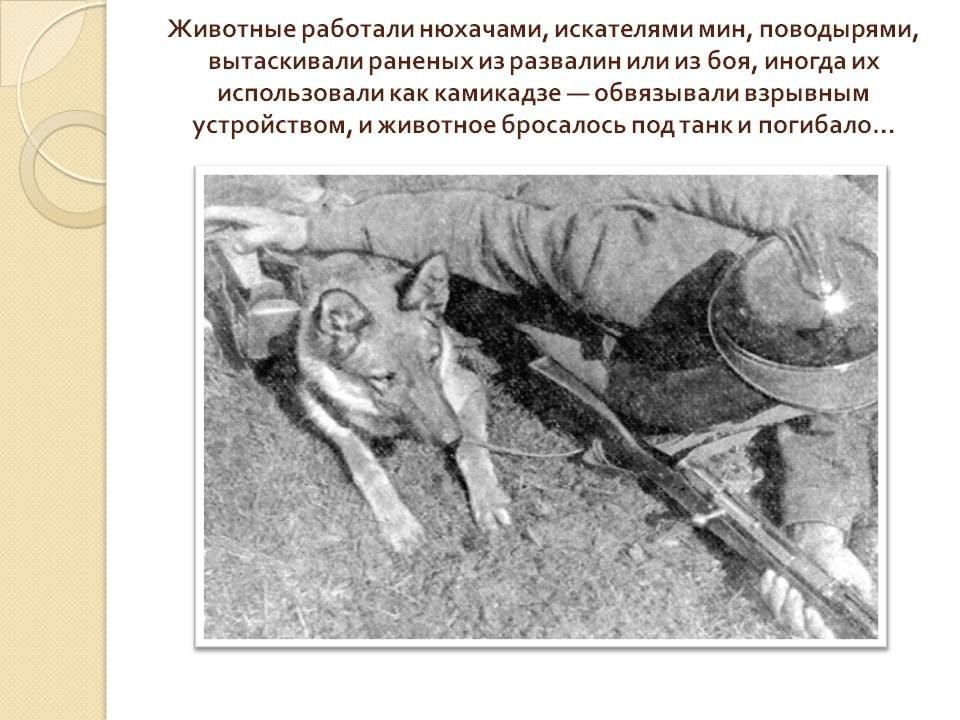 Животные работали нюхачами, искателями мин, поводырями,
вытаскивали раненых из развалин или из боя, иногда их
использовали как камикадзе — обвязывали взрывным
устройством, и животное бросалось под танк и погибало...